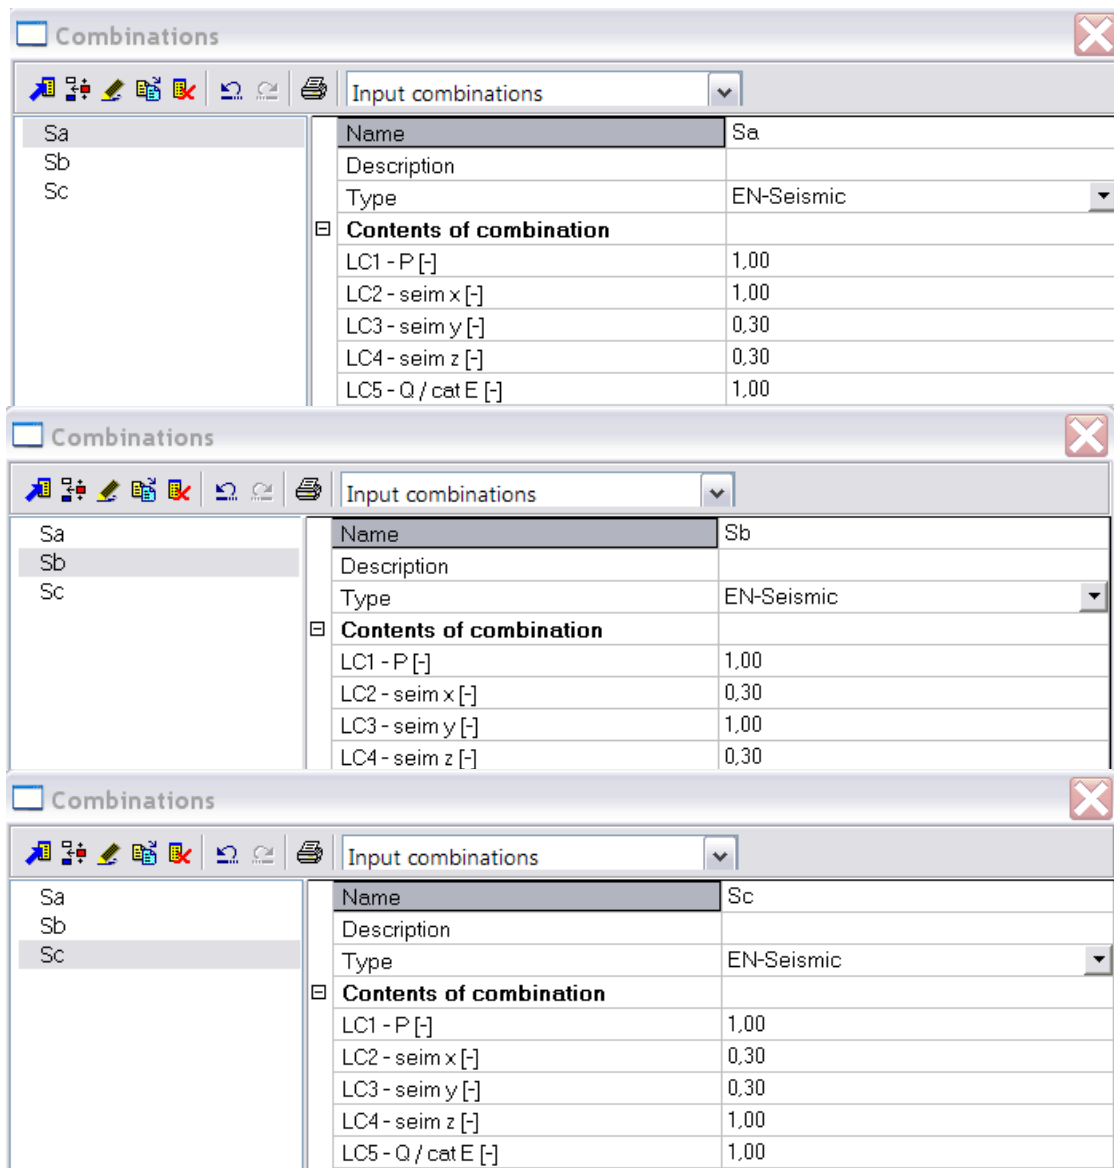 Combinations
Input combinations
Sa
Sb
Sc
Name Sa
Description
Type EN-Seismic
Contents of combination
LC1 - P [-] 1,00
LC2 - seim x [-] 1,00
LC3 - seim y [-] 0,30
LC4 - seim z [-] 0,30
LC5 - Q / cat E [-] 1,00
Combinations
Input combinations
Sa
Sb
Sc
Name Sb
Description
Type EN-Seismic
Contents of combination
LC1 - P [-] 1,00
LC2 - seim x [-] 0,30
LC3 - seim y [-] 1,00
LC4 - seim z [-] 0,30
Combinations
Input combinations
Sa
Sb
Sc
Name Sc
Description
Type EN-Seismic
Contents of combination
LC1 - P [-] 1,00
LC2 - seim x [-] 0,30
LC3 - seim y [-] 0,30
LC4 - seim z [-] 1,00
LC5 - Q / cat E [-] 1,00